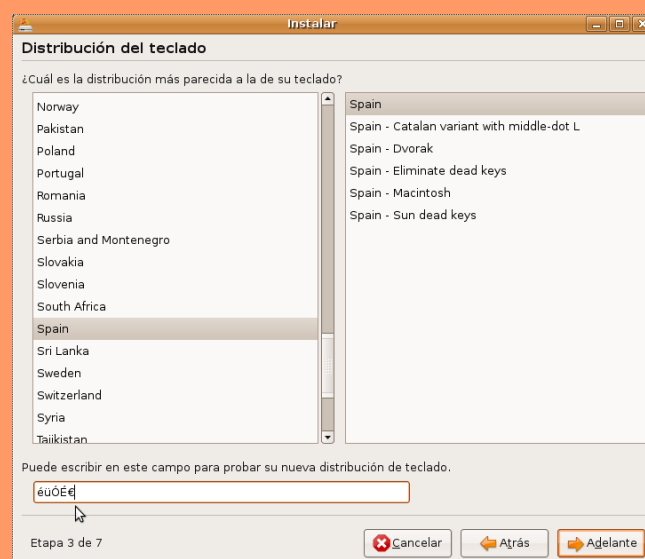 Instalar
Distribución del teclado
¿Cuál es la distribución más parecida a la de su teclado?
Norway
Pakistan
Poland
Portugal
Romania
Russia
Serbia and Montenegro
Slovakia
Slovenia
South Africa
Spain
Sri Lanka
Sweden
Switzerland
Syria
Tajikistan
Spain
Spain - Catalan variant with middle-dot L
Spain - Dvorak
Spain - Eliminate dead keys
Spain - Macintosh
Spain - Sun dead keys
Puede escribir en este campo para probar su nueva distribución de teclado.
éüÓÉ€
Etapa 3 de 7
Cancelar
Atrás
Adelante